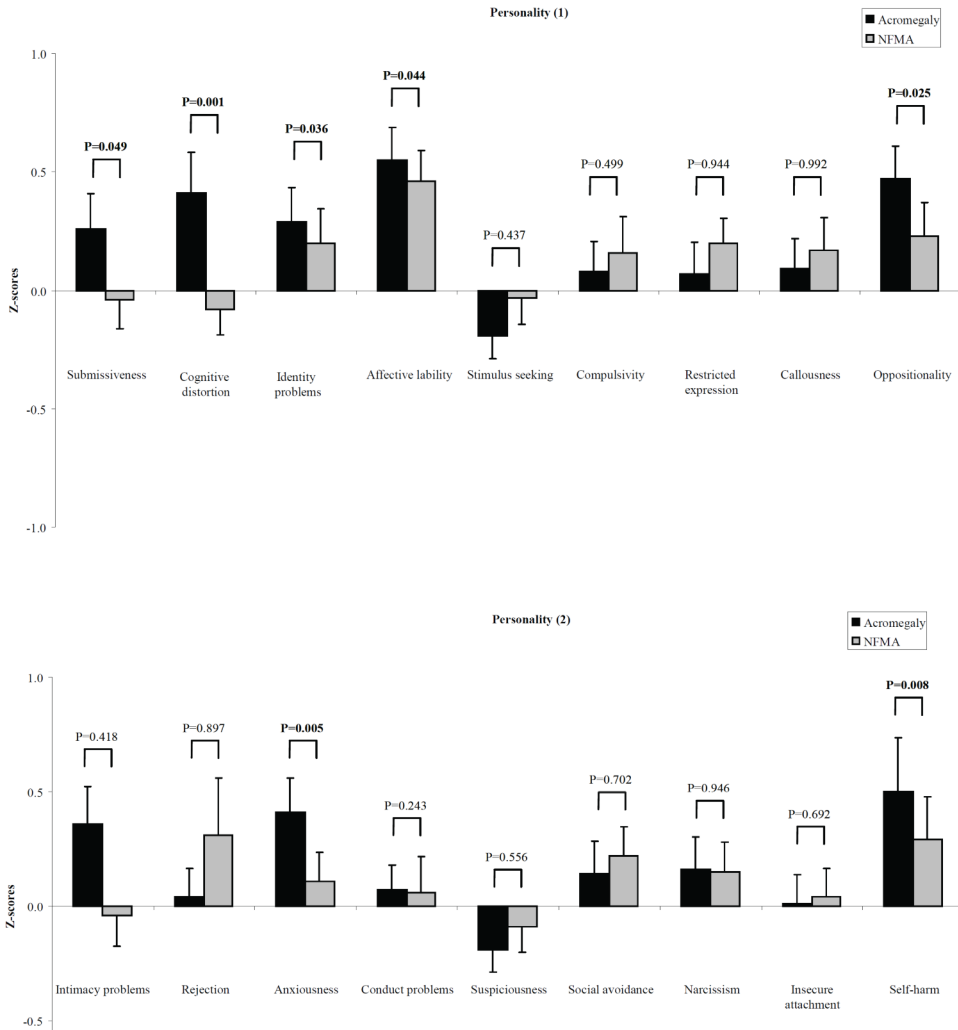 Personality (1)
Acromegaly
NFMA
1.0
0.5
0.0
-0.5
-1.0
Z-scores
P=0.049
P=0.001
P=0.036
P=0.044
P=0.437
P=0.499
P=0.944
P=0.992
P=0.025
Submissiveness
Cognitive
distortion
Identity
problems
Affective lability
Stimulus seeking
Compulsivity
Restricted
expression
Callousness
Oppositionality
Personality (2)
Acromegaly
NFMA
1.0
0.5
0.0
-0.5
Z-scores
P=0.418
P=0.897
P=0.005
P=0.243
P=0.556
P=0.702
P=0.946
P=0.692
P=0.008
Intimacy problems
Rejection
Anxiousness
Conduct problems
Suspiciousness
Social avoidance
Narcissism
Insecure
attachment
Self-harm